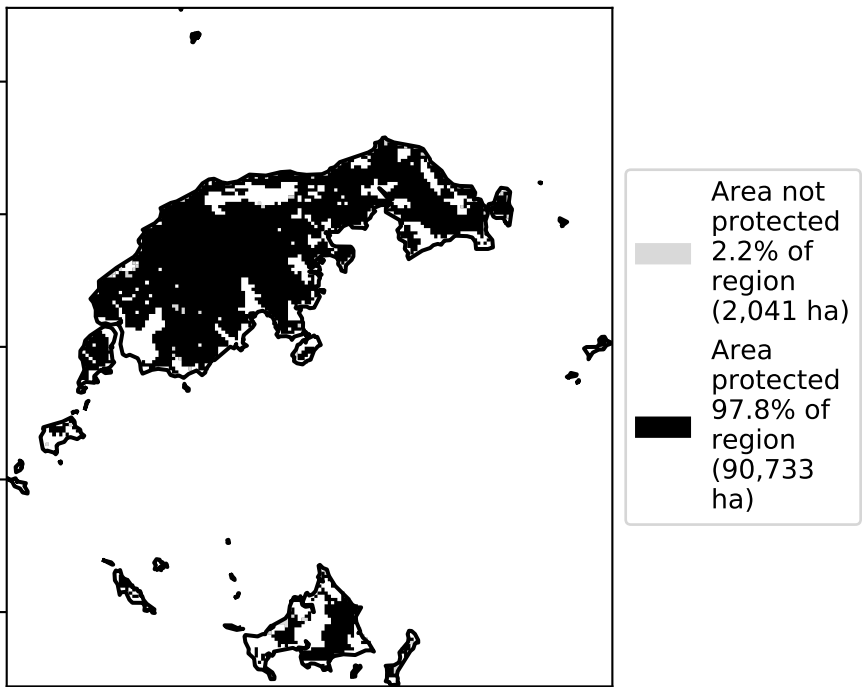 Area not
protected
2.2% of
region
(2,041 ha)
Area
protected
97.8% of
region
(90,733
ha)